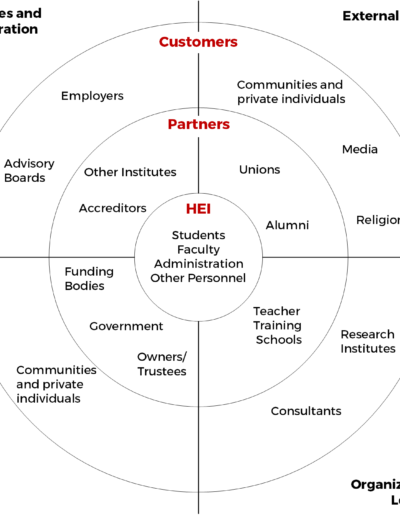 es and
ration
External
Customers
Employers
Communities and
private individuals
Partners
Media
Advisory
Boards
Other Institutes
Unions
Accreditors
HEI
Religio
Alumni
Students
Faculty
Administration
Other Personnel
Funding
Bodies
Teacher
Training
Schools
Government
Research
Institutes
Owners/
Trustees
Communities
and private
individuals
Consultants
Organiz
Le